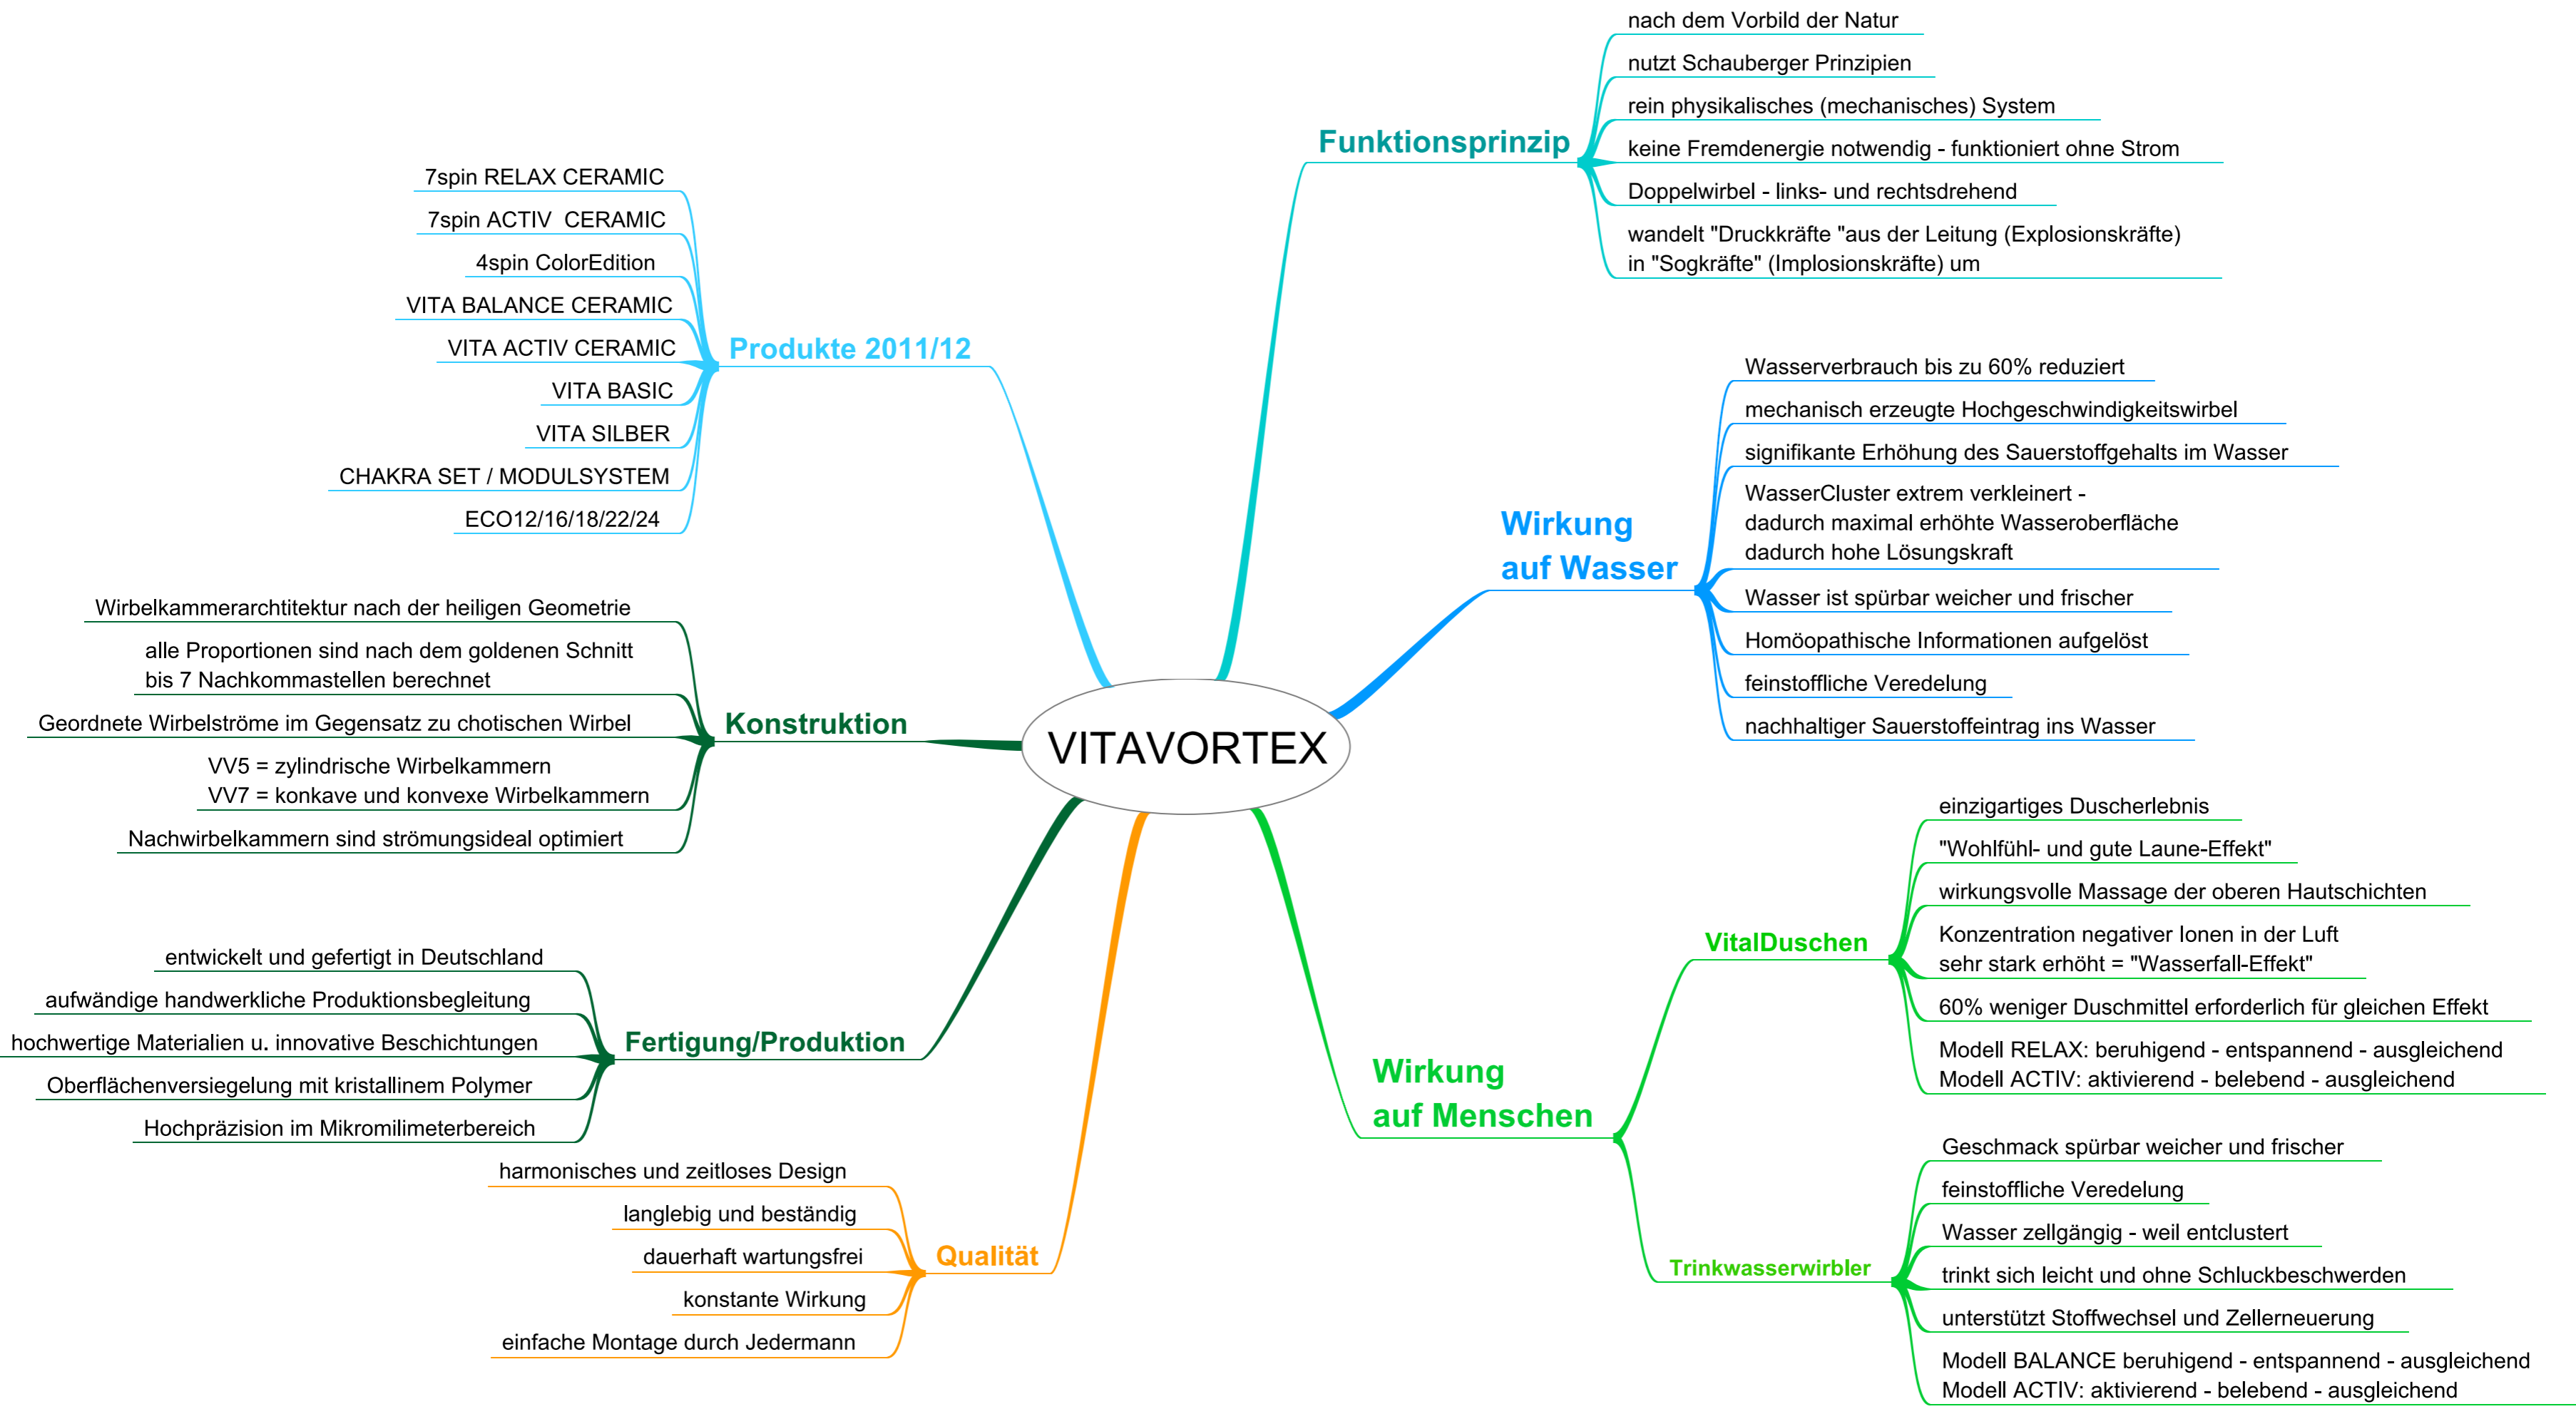 VITAVORTEX
Funktionsprinzip
nach dem Vorbild der Natur
nutzt Schauberger Prinzipien
rein physikalisches (mechanisches) System
keine Fremdenergie notwendig - funktioniert ohne Strom
Doppelwirbel - links- und rechtsdrehend
wandelt "Druckkräfte "aus der Leitung (Explosionskräfte)
in "Sogkräfte" (Implosionskräfte) um
Wirkung
auf Wasser
Wasserverbrauch bis zu 60% reduziert
mechanisch erzeugte Hochgeschwindigkeitswirbel
signifikante Erhöhung des Sauerstoffgehalts im Wasser
WasserCluster extrem verkleinert -
dadurch maximal erhöhte Wasseroberfläche
dadurch hohe Lösungskraft
Wasser ist spürbar weicher und frischer
Homöopathische Informationen aufgelöst
feinstoffliche Veredelung
nachhaltiger Sauerstoffeintrag ins Wasser
Wirkung
auf Menschen
VitalDuschen
einzigartiges Duscherlebnis
"Wohlfühl- und gute Laune-Effekt"
wirkungsvolle Massage der oberen Hautschichten
Konzentration negativer Ionen in der Luft
sehr stark erhöht = "Wasserfall-Effekt"
60% weniger Duschmittel erforderlich für gleichen Effekt
Modell RELAX: beruhigend - entspannend - ausgleichend
Modell ACTIV: aktivierend - belebend - ausgleichend
Trinkwasserwirbler
Geschmack spürbar weicher und frischer
feinstoffliche Veredelung
Wasser zellgängig - weil entclustert
trinkt sich leicht und ohne Schluckbeschwerden
unterstützt Stoffwechsel und Zellerneuerung
Modell BALANCE beruhigend - entspannend - ausgleichend
Modell ACTIV: aktivierend - belebend - ausgleichend
Produkte 2011/12
7spin RELAX CERAMIC
7spin ACTIV  CERAMIC
4spin ColorEdition
VITA BALANCE CERAMIC
VITA ACTIV CERAMIC
VITA BASIC
VITA SILBER
CHAKRA SET / MODULSYSTEM
ECO12/16/18/22/24
Konstruktion
Wirbelkammerarchtitektur nach der heiligen Geometrie
alle Proportionen sind nach dem goldenen Schnitt
bis 7 Nachkommastellen berechnet
Geordnete Wirbelströme im Gegensatz zu chotischen Wirbel
VV5 = zylindrische Wirbelkammern
VV7 = konkave und konvexe Wirbelkammern
Nachwirbelkammern sind strömungsideal optimiert
Fertigung/Produktion
entwickelt und gefertigt in Deutschland
aufwändige handwerkliche Produktionsbegleitung
hochwertige Materialien u. innovative Beschichtungen
Oberflächenversiegelung mit kristallinem Polymer
Hochpräzision im Mikromilimeterbereich
Qualität
harmonisches und zeitloses Design
langlebig und beständig
dauerhaft wartungsfrei
konstante Wirkung
einfache Montage durch Jedermann